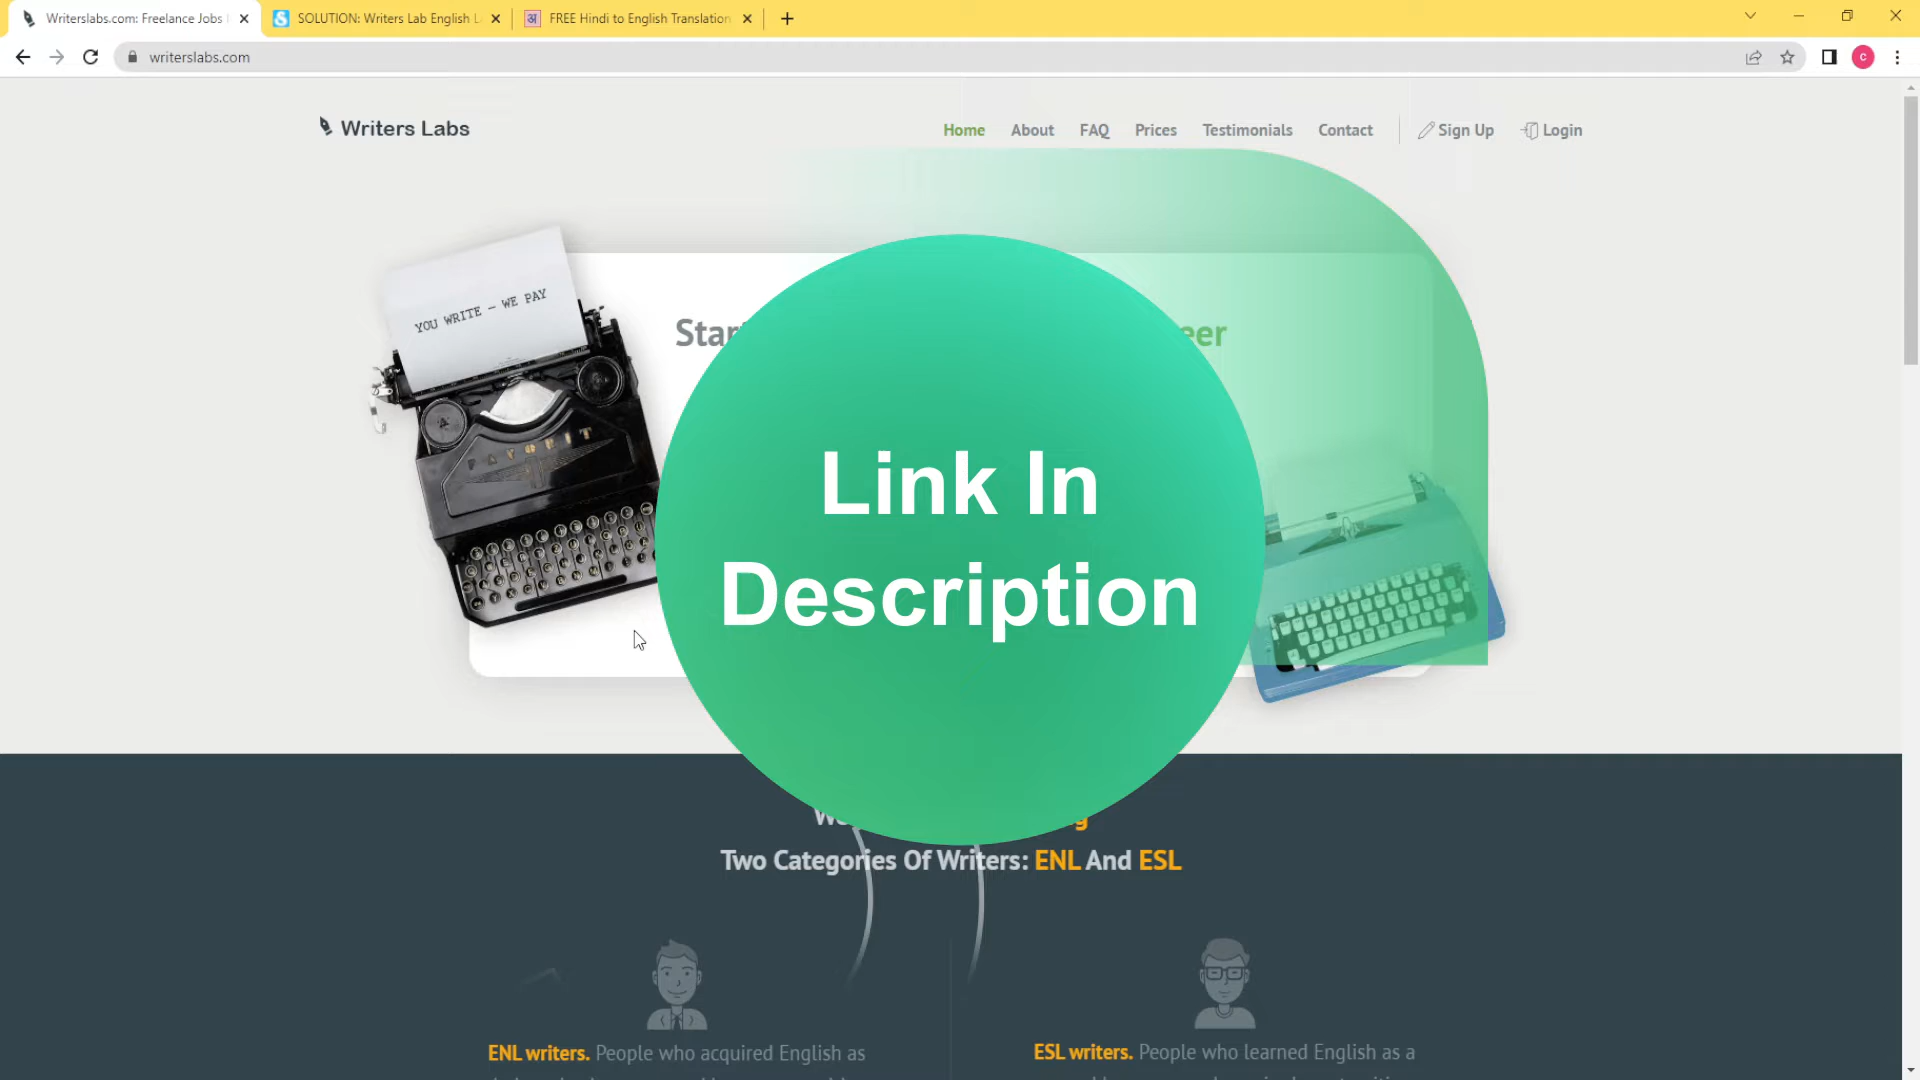 Writerslabs.com: Freelance Jobs
SOLUTION: Writers Lab English L
FREE Hindi to English Translation
writerslabs.com
C
Writers Labs
Home About FAQ Prices Testimonials Contact Sign Up Login
YOU WRITE – WE PAY
FAVORIT
Link In
Description
Two Categories Of Writers: ENL And ESL
ENL writers. People who acquired English as
ESL writers. People who learned English as a